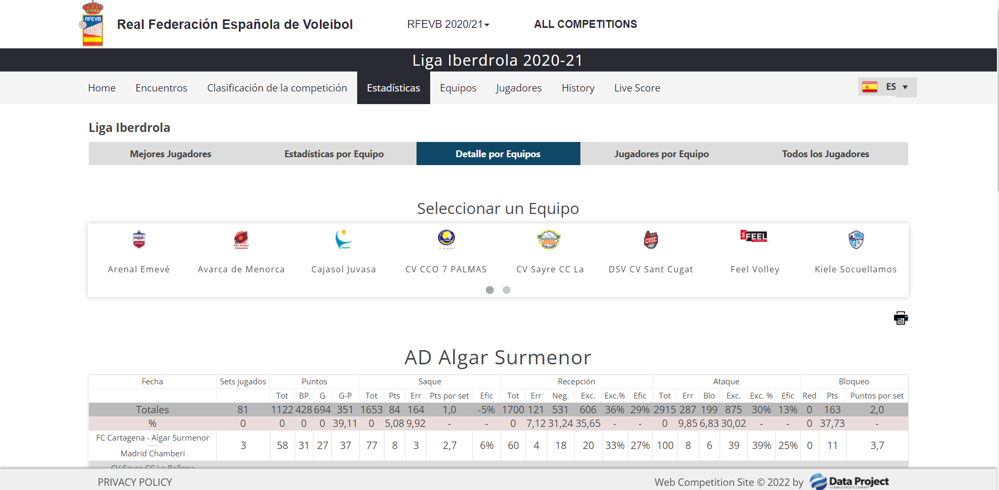 RFEVB
Real Federación Española de Voleibol
RFEVB 2020/21
ALL COMPETITIONS
Liga Iberdrola 2020-21
Home Encuentros Clasificación de la competición Estadísticas Equipos Jugadores History Live Score
ES
Liga Iberdrola
Mejores Jugadores Estadísticas por Equipo Detalle por Equipos Jugadores por Equipo Todos los Jugadores
Seleccionar un Equipo
CVSC FEEL
Arenal Emevé Avarca de Menorca Cajasol Juvasa CV CCO 7 PALMAS CV Sayre CC La DSV CV Sant Cugat Feel Volley Kiele Socuellamos
AD Algar Surmenor
Fecha Sets jugados Puntos Saque Recepción Ataque Bloqueo
Tot BP G G-P Tot Pts Err Pts por set Efic Tot Err Neg. Exc. Exc.% Efic Tot Err Blo Exc. Exc. % Efic Red Pts Puntos por set
Totales 81 1122 428 694 351 1653 84 164 1,0 -5% 1700 121 531 606 36% 29% 2915 287 199 875 30% 13% 0 163 2,0
% 0 0 0 0 39,11 0 5,08 9,92 - - 0 7,12 31,24 35,65 - - 0 9,85 6,83 30,02 - - 0 37,73 -
FC Cartagena - Algar Surmenor
Madrid Chamberí
3 58 31 27 37 77 8 3 2,7 6% 60 4 18 20 33% 27% 100 8 6 39 39% 25% 0 11 3,7
CV Sayre CC La Ballena
PRIVACY POLICY
Web Competition Site © 2022 by Data Project
A GENIUS SPORTS COMPANY